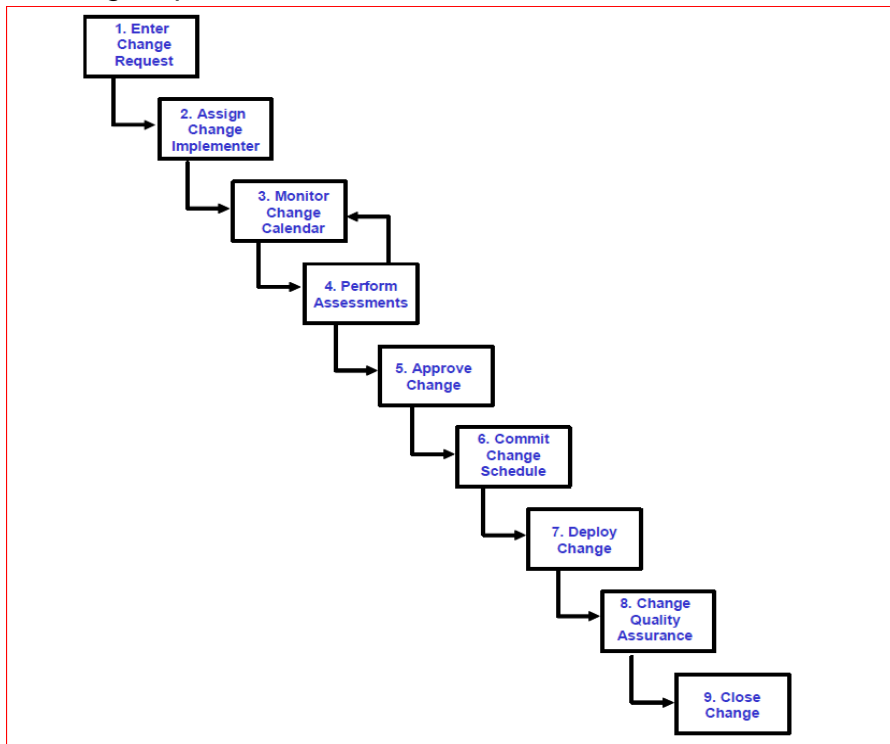 1. Enter
Change
Request
2. Assign
Change
Implementer
3. Monitor
Change
Calendar
4. Perform
Assessments
5. Approve
Change
6. Commit
Change
Schedule
7. Deploy
Change
8. Change
Quality
Assurance
9. Close
Change